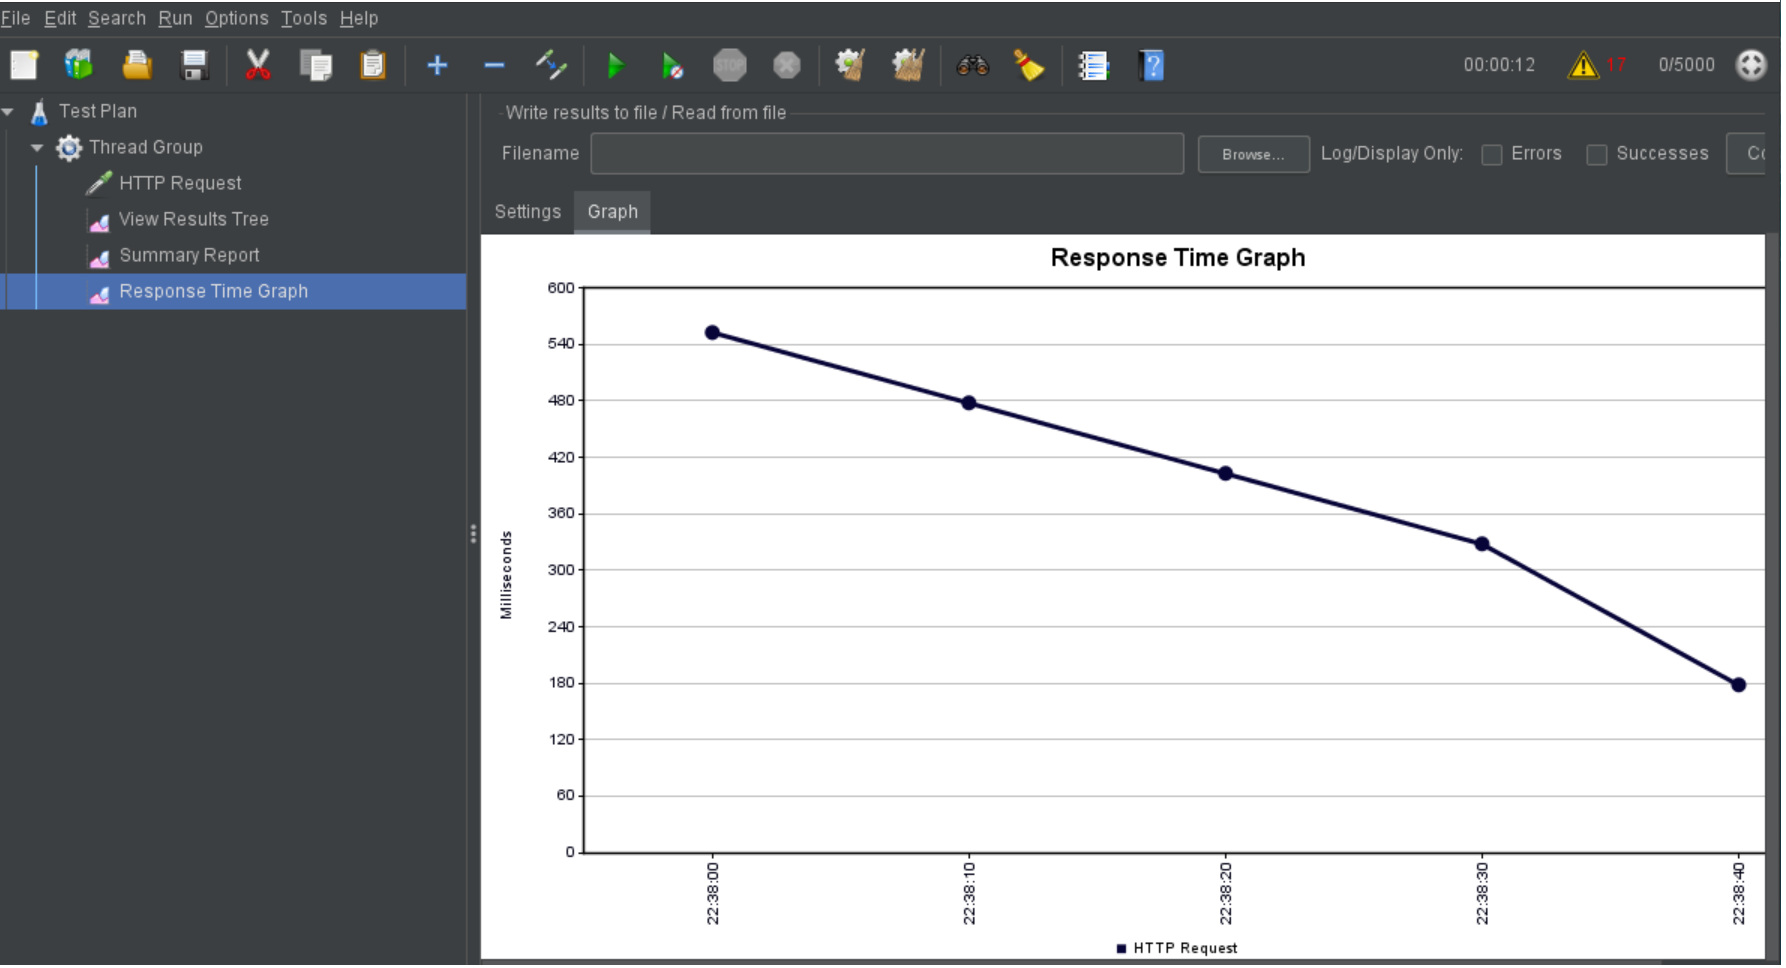 File Edit Search Run Options Tools Help
STOP
00:00:12 17 0/5000
Test Plan
Thread Group
HTTP Request
View Results Tree
Summary Report
Response Time Graph
Write results to file / Read from file
Filename Browse... Log/Display Only: Errors Successes Co
Settings Graph
Response Time Graph
600
540
480
420
360
300
240
180
120
60
0
Milliseconds
22:38:00 22:38:10 22:38:20 22:38:30 22:38:40
HTTP Request